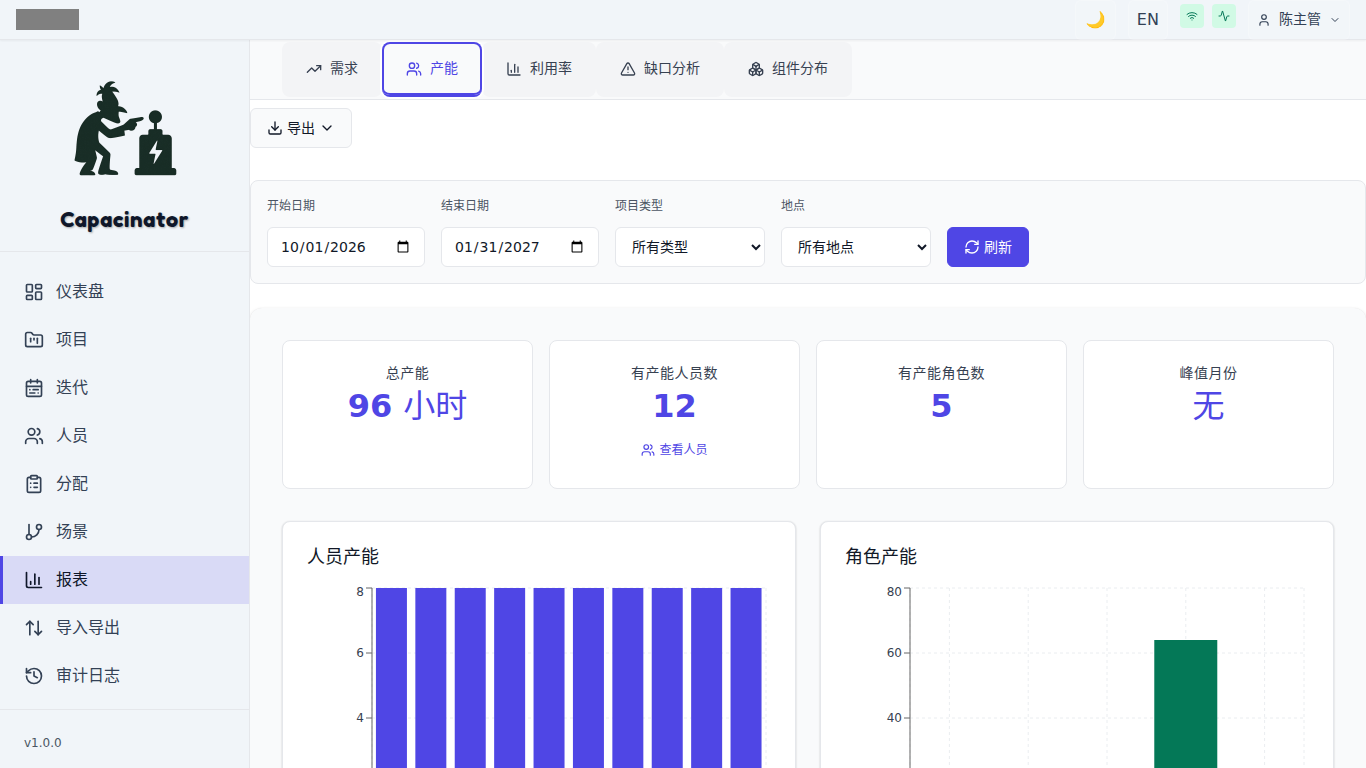 EN
陈主管
Capacinator
仪表盘
项目
迭代
人员
分配
场景
报表
导入导出
审计日志
v1.0.0
需求
产能
利用率
缺口分析
组件分布
导出
开始日期
结束日期
项目类型
地点
10/01/2026
01/31/2027
所有类型
所有地点
刷新
总产能
96 小时
有产能人员数
12
查看人员
有产能角色数
5
峰值月份
无
人员产能
8
6
4
角色产能
80
60
40